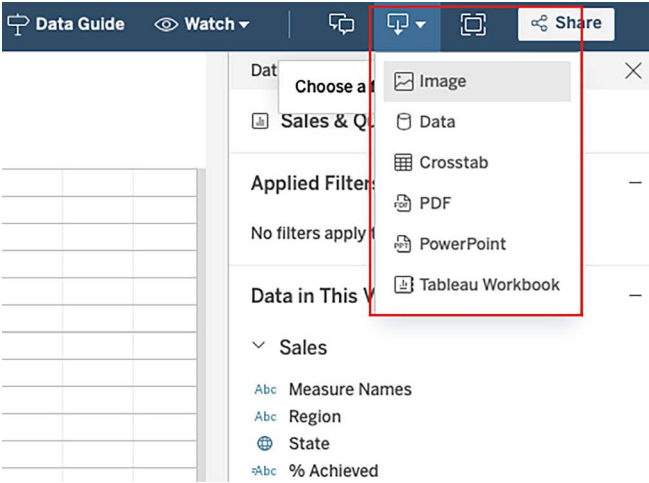 Data Guide Watch Share
Dat
Choose a f
Image
Sales & Qu
Data
Crosstab
Applied Filters
PDF
No filters apply t
PowerPoint
Tableau Workbook
Data in This V
Sales
Abc Measure Names
Abc Region
State
=Abc % Achieved